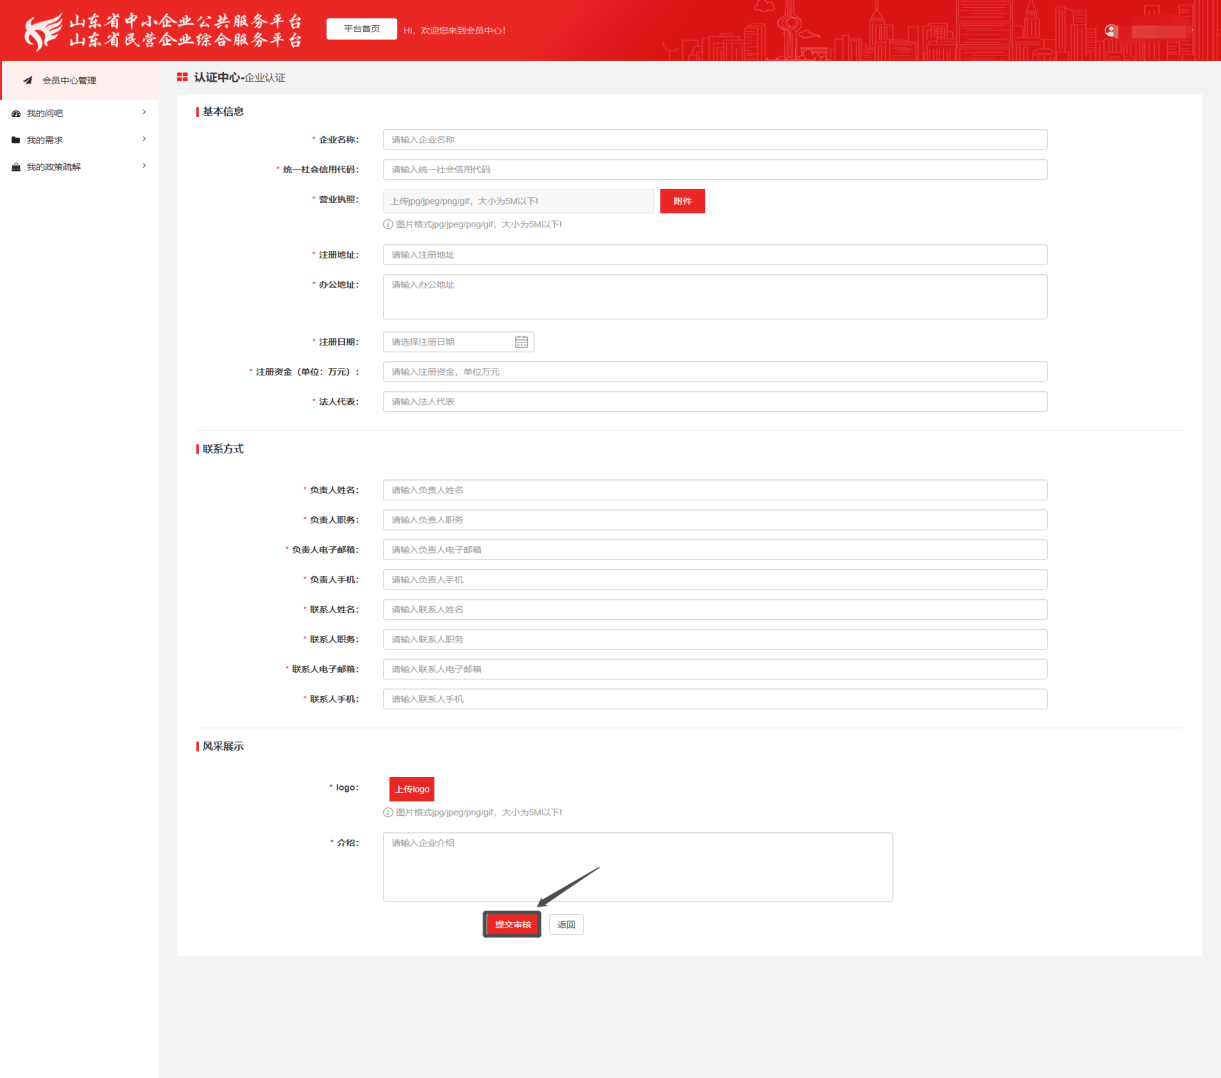 山东省中小企业公共服务平台
山东省民营企业综合服务平台
平台首页
Hi，欢迎您来到会员中心！
会员中心管理
我的问吧
我的需求
我的政策疏解
认证中心-企业认证
基本信息
* 企业名称： 请输入企业名称
* 统一社会信用代码： 请输入统一社会信用代码
* 营业执照： 上传jpg/jpeg/png/gif，大小为5M以下! 附件
图片格式jpg/jpeg/png/gif，大小为5M以下!
* 注册地址： 请输入注册地址
* 办公地址： 请输入办公地址
* 注册日期： 请选择注册日期
* 注册资金（单位：万元）： 请输入注册资金，单位万元
* 法人代表： 请输入法人代表
联系方式
* 负责人姓名： 请输入负责人姓名
* 负责人职务： 请输入负责人职务
* 负责人电子邮箱： 请输入负责人电子邮箱
* 负责人手机： 请输入负责人手机
* 联系人姓名： 请输入联系人姓名
* 联系人职务： 请输入联系人职务
* 联系人电子邮箱： 请输入联系人电子邮箱
* 联系人手机： 请输入联系人手机
风采展示
* logo： 上传logo
图片格式jpg/jpeg/png/gif，大小为5M以下!
* 介绍： 请输入企业介绍
提交审核 返回